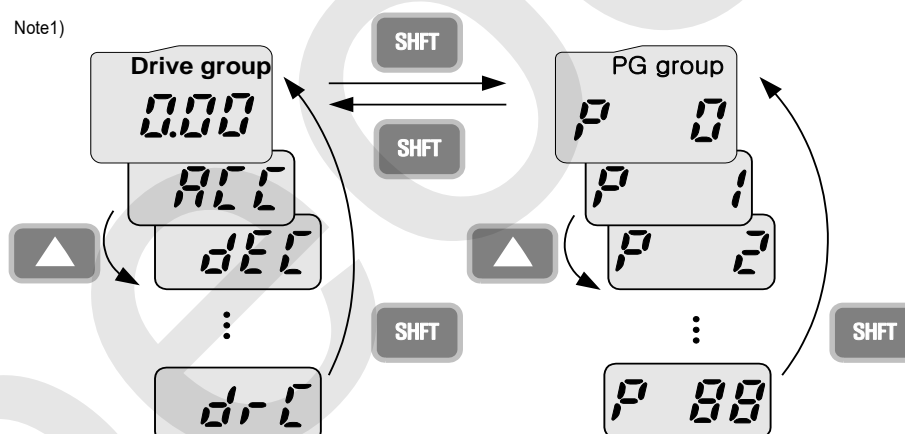 Note1)
SHFT
Drive group
PG group
0.00
P 0
SHFT
ACC
P 1
dEC
P 2
SHFT
SHFT
drC
P 88